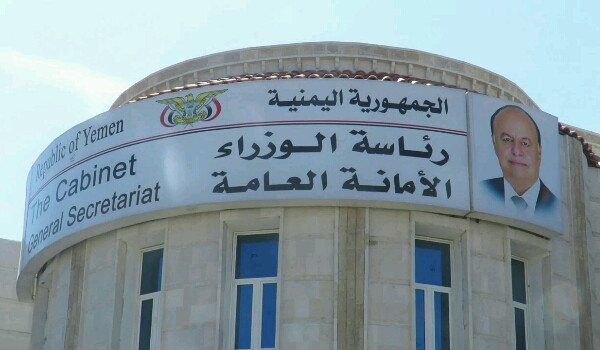 Republic of Yemen
The Cabinet
General Secretariat
الجمهورية اليمنية
رئاسة الوزراء
الأمانة العامة